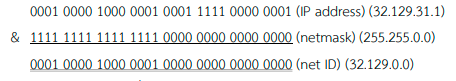 0001 0000 1000 0001 0001 1111 0000 0001 (IP address) (32.129.31.1)
& 1111 1111 1111 1111 0000 0000 0000 0000 (netmask) (255.255.0.0)
0001 0000 1000 0001 0000 0000 0000 0000 (net ID) (32.129.0.0)